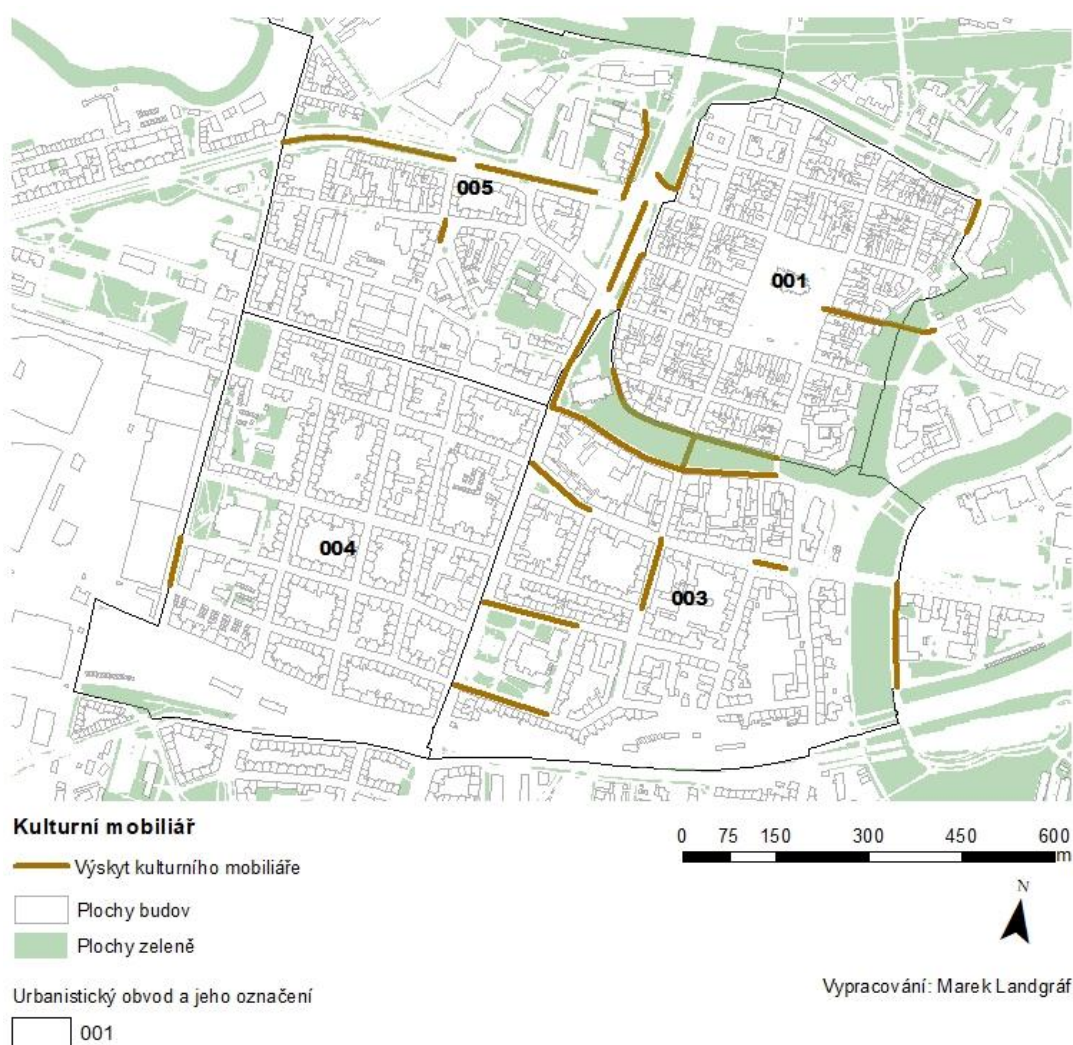 005
001
004
003
Kulturní mobiliář
Výskyt kulturního mobiliáře
Plochy budov
Plochy zeleně
Urbanistický obvod a jeho označení
001
0 75 150 300 450 600
m
N
Vypracování: Marek Landgráf